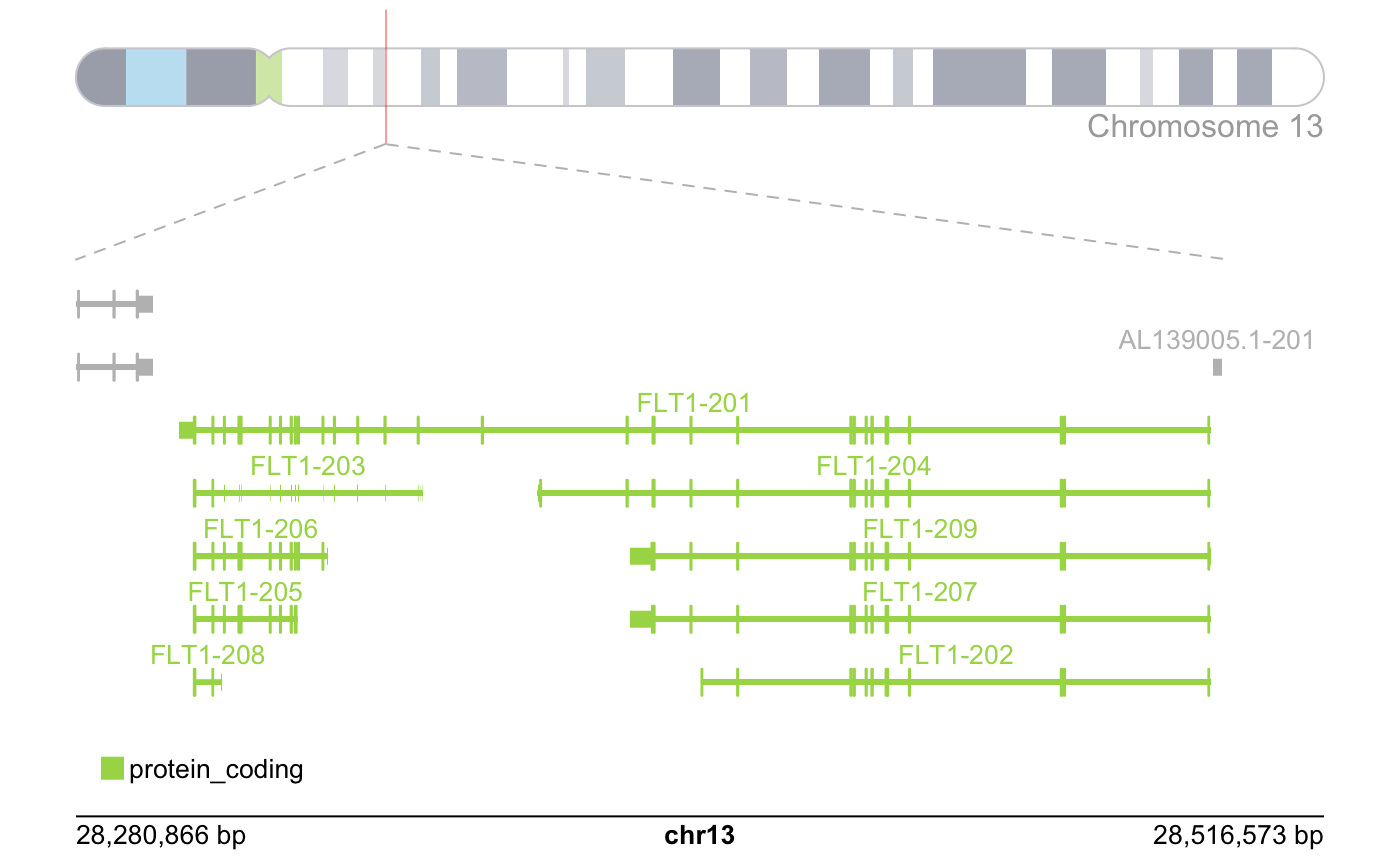 Chromosome 13
AL139005.1-201
FLT1-201
FLT1-203
FLT1-204
FLT1-206
FLT1-209
FLT1-205
FLT1-207
FLT1-208
FLT1-202
protein_coding
28,280,866 bp
chr13
28,516,573 bp